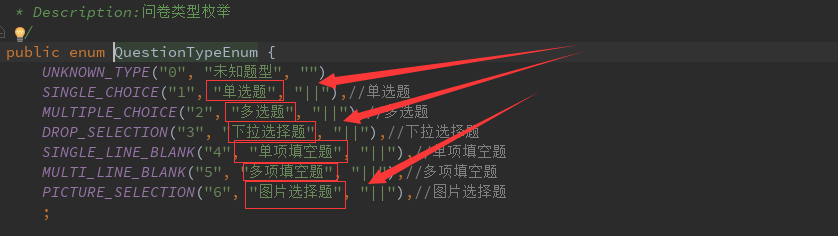 * Description:问卷类型枚举
*/
public enum QuestionTypeEnum {
UNKNOWN_TYPE("0", "未知题型", "")
SINGLE_CHOICE("1", "单选题", "||"),//单选题
MULTIPLE_CHOICE("2", "多选题", "||"),//多选题
DROP_SELECTION("3", "下拉选择题", "||"),//下拉选择题
SINGLE_LINE_BLANK("4", "单项填空题", "||"),//单项填空题
MULTI_LINE_BLANK("5", "多项填空题", "||"),//多项填空题
PICTURE_SELECTION("6", "图片选择题", "||"),//图片选择题
;